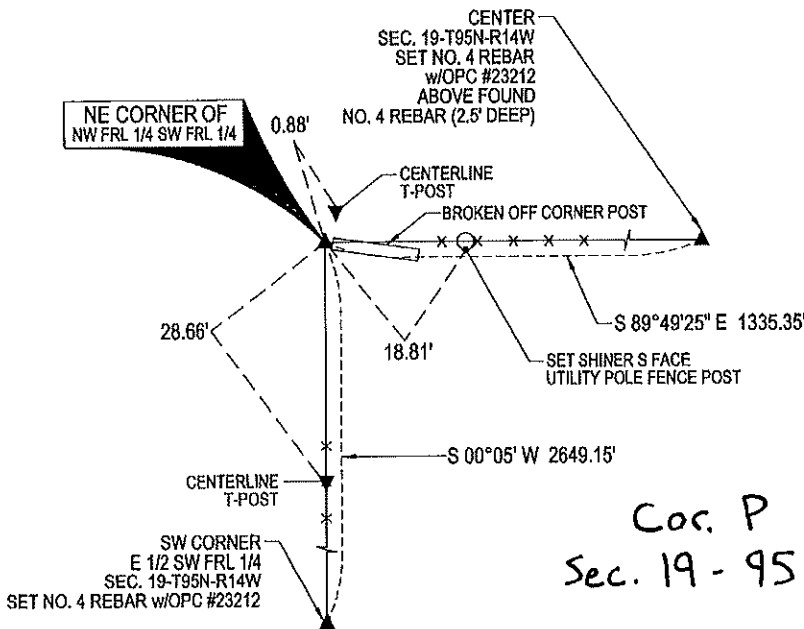 CENTER
SEC. 19-T95N-R14W
SET NO. 4 REBAR
w/OPC #23212
ABOVE FOUND
NO. 4 REBAR (2.5' DEEP)
NE CORNER OF
NW FRL 1/4 SW FRL 1/4
0.88'
CENTERLINE
T-POST
BROKEN OFF CORNER POST
S 89°49'25" E 1335.35'
28.66'
18.81'
SET SHINER S FACE
UTILITY POLE FENCE POST
S 00°05' W 2649.15'
CENTERLINE
T-POST
SW CORNER
E 1/2 SW FRL 1/4
SEC. 19-T95N-R14W
SET NO. 4 REBAR w/OPC #23212
Cor. P
Sec. 19 - 95